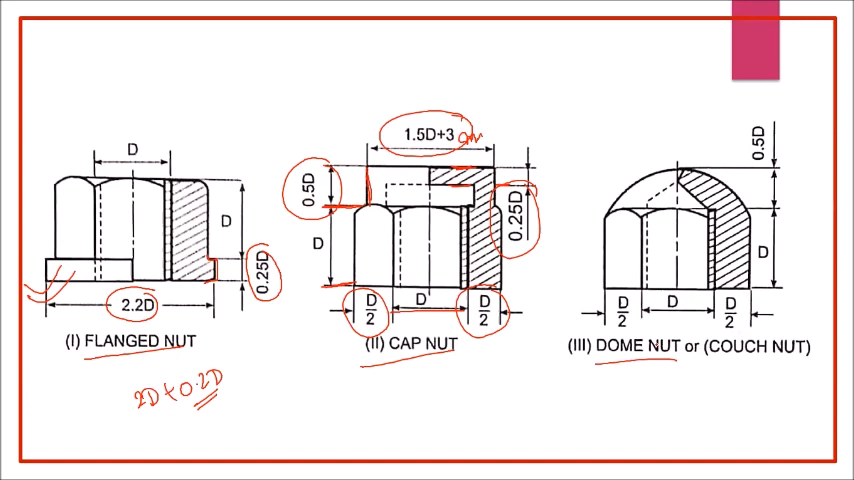 D
D
0.25D
2.2D
(I) FLANGED NUT
2D + 0.2D
1.5D+3
0.5D
D
0.25D
D/2
D
D/2
(II) CAP NUT
0.5D
D
D/2
D
D/2
(III) DOME NUT or (COUCH NUT)